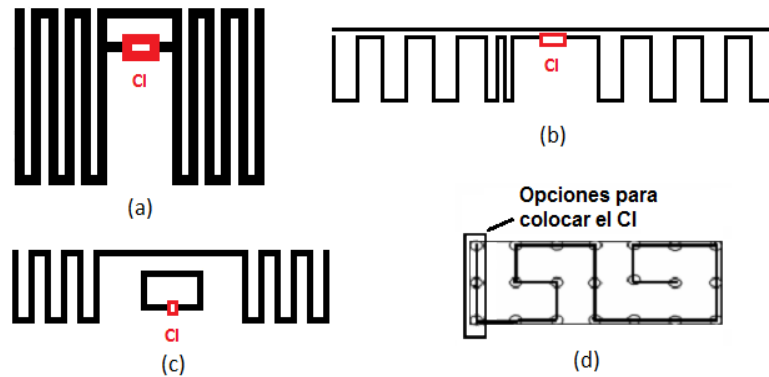 CI
(a)
CI
(b)
CI
(c)
Opciones para
colocar el CI
(d)